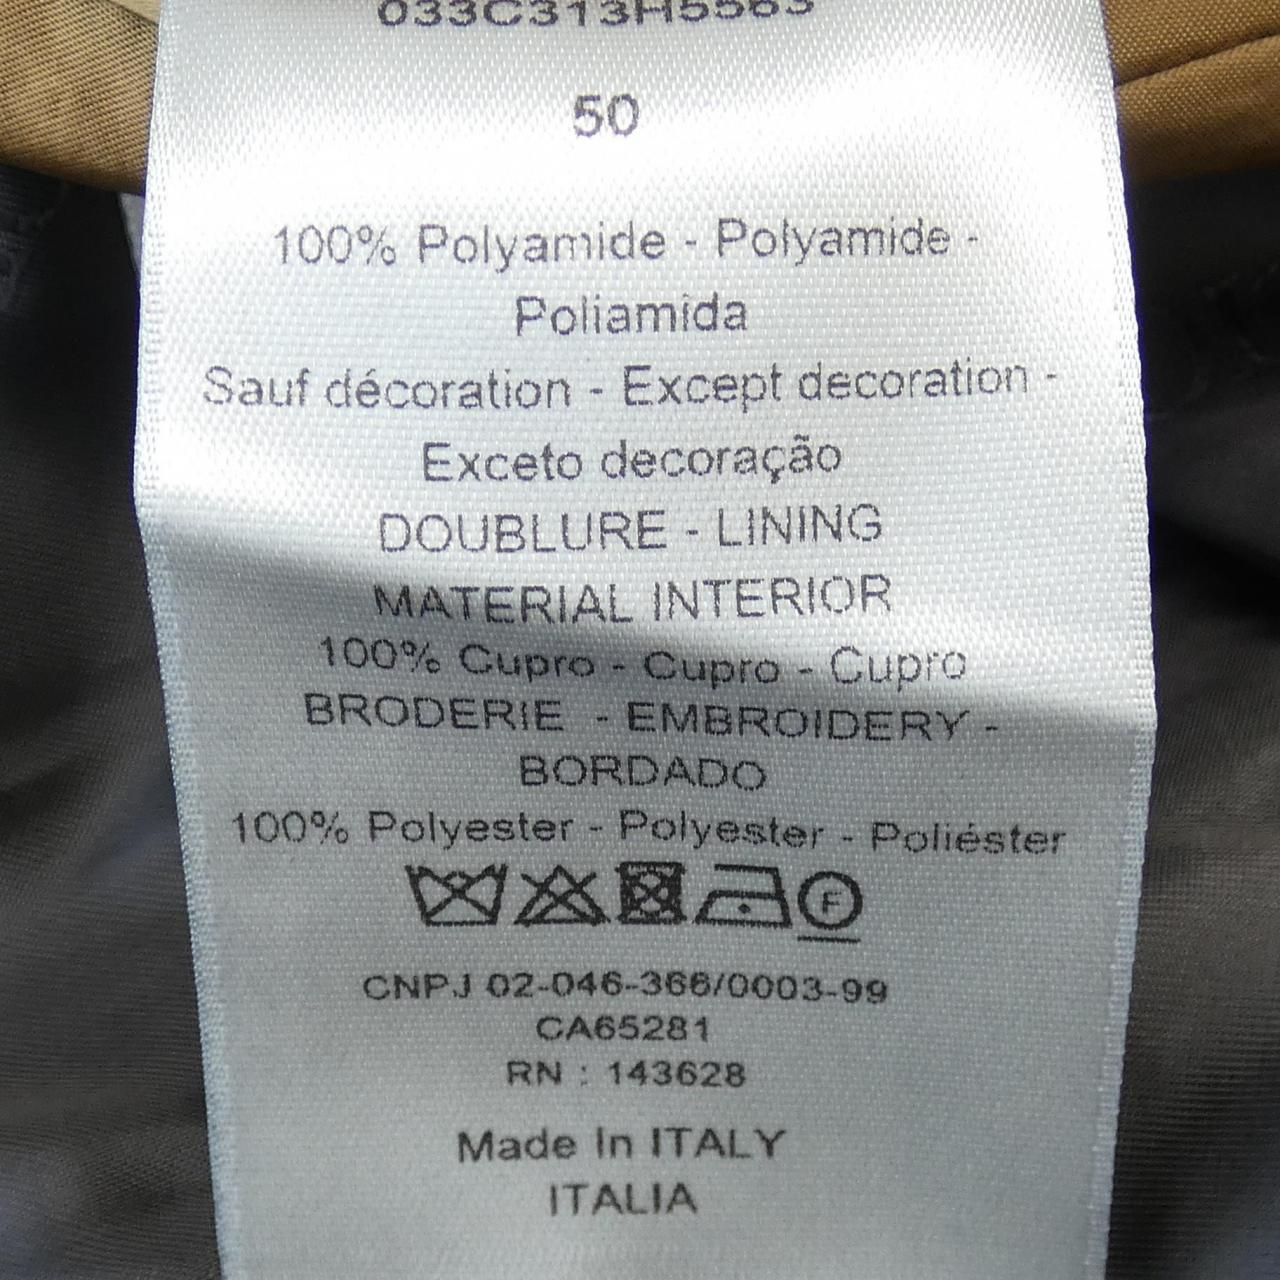 033C313H5563
50
100% Polyamide - Polyamide -
Poliamida
Sauf décoration - Except decoration -
Exceto decoração
DOUBLURE - LINING
MATERIAL INTERIOR
100% Cupro - Cupro - Cupro
BRODERIE - EMBROIDERY -
BORDADO
100% Polyester - Polyester - Poliéster
F
CNPJ 02-046-366/0003-99
CA65281
RN : 143628
Made In ITALY
ITALIA